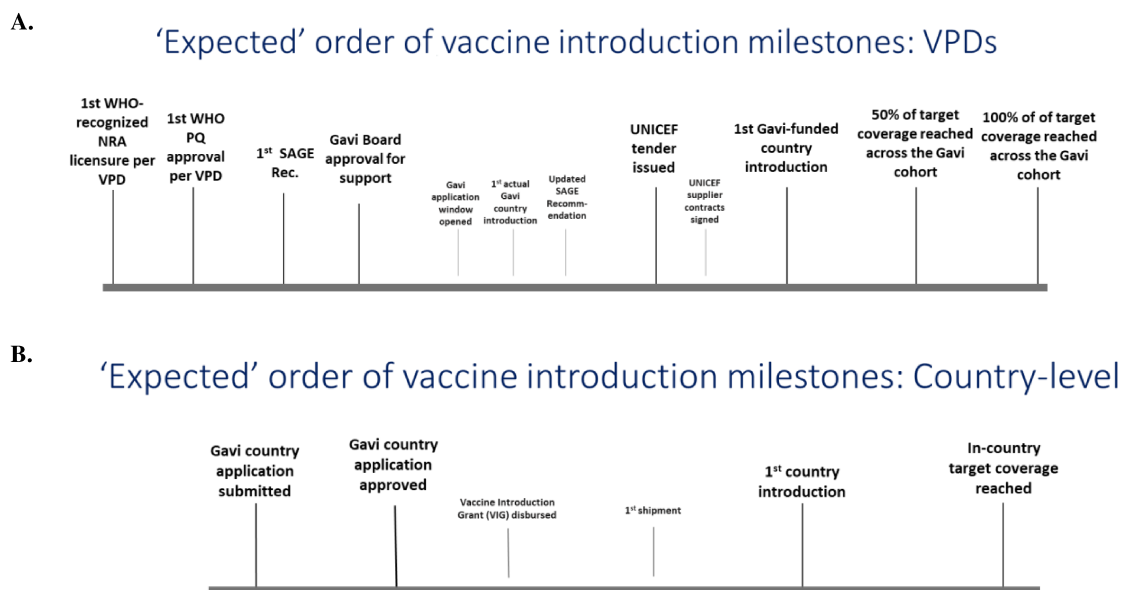 A.
‘Expected’ order of vaccine introduction milestones: VPDs
1st WHO-
recognized
NRA
licensure per
VPD
1st WHO
PQ
approval
per VPD
1st SAGE
Rec.
Gavi Board
approval for
support
Gavi
application
window
opened
1st actual
Gavi
country
introduction
Updated
SAGE
Recomm-
endation
UNICEF
tender
issued
UNICEF
supplier
contracts
signed
1st Gavi-funded
country
introduction
50% of target
coverage reached
across the Gavi
cohort
100% of of target
coverage reached
across the Gavi
cohort
B.
‘Expected’ order of vaccine introduction milestones: Country-level
Gavi country
application
submitted
Gavi country
application
approved
Vaccine Introduction
Grant (VIG) disbursed
1st shipment
1st country
introduction
In-country
target coverage
reached